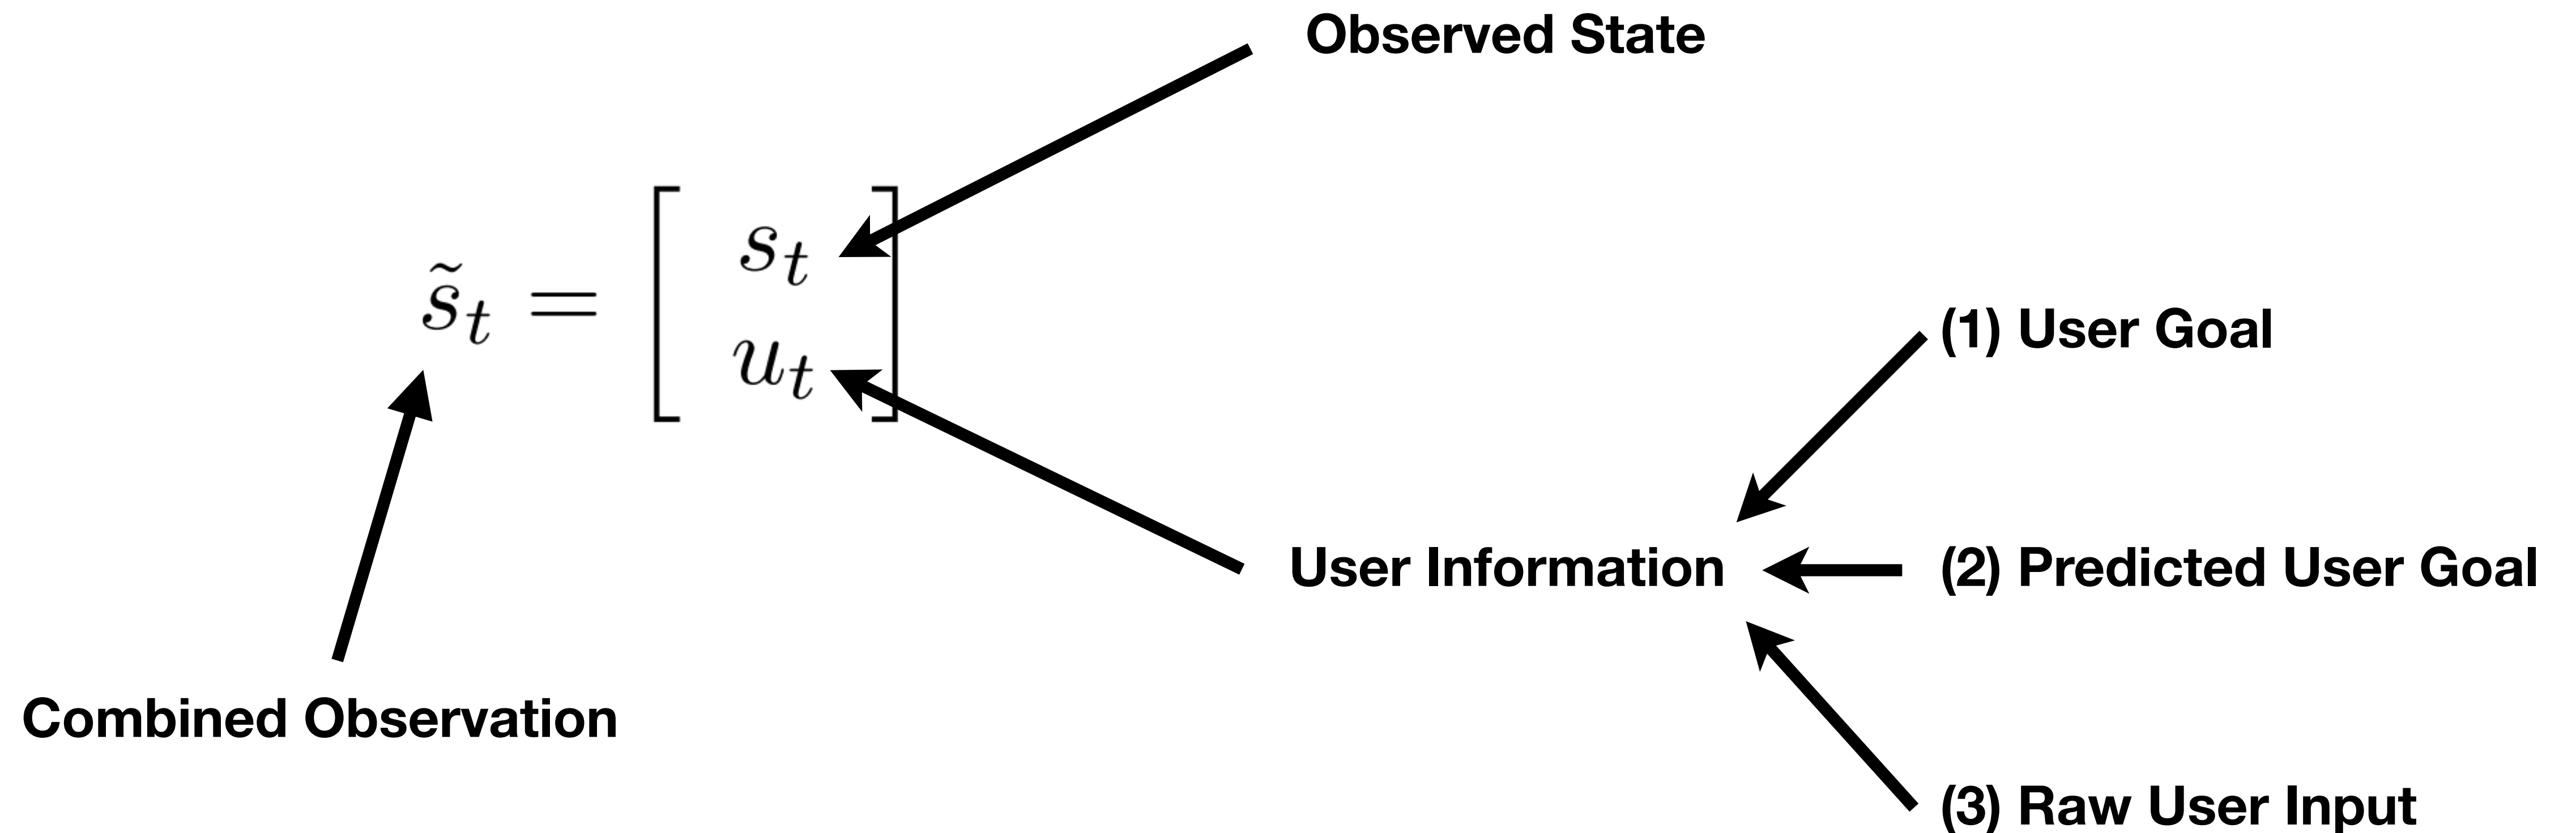 Observed State
s̃_t = [ s_t
u_t ]
(1) User Goal
User Information
(2) Predicted User Goal
Combined Observation
(3) Raw User Input